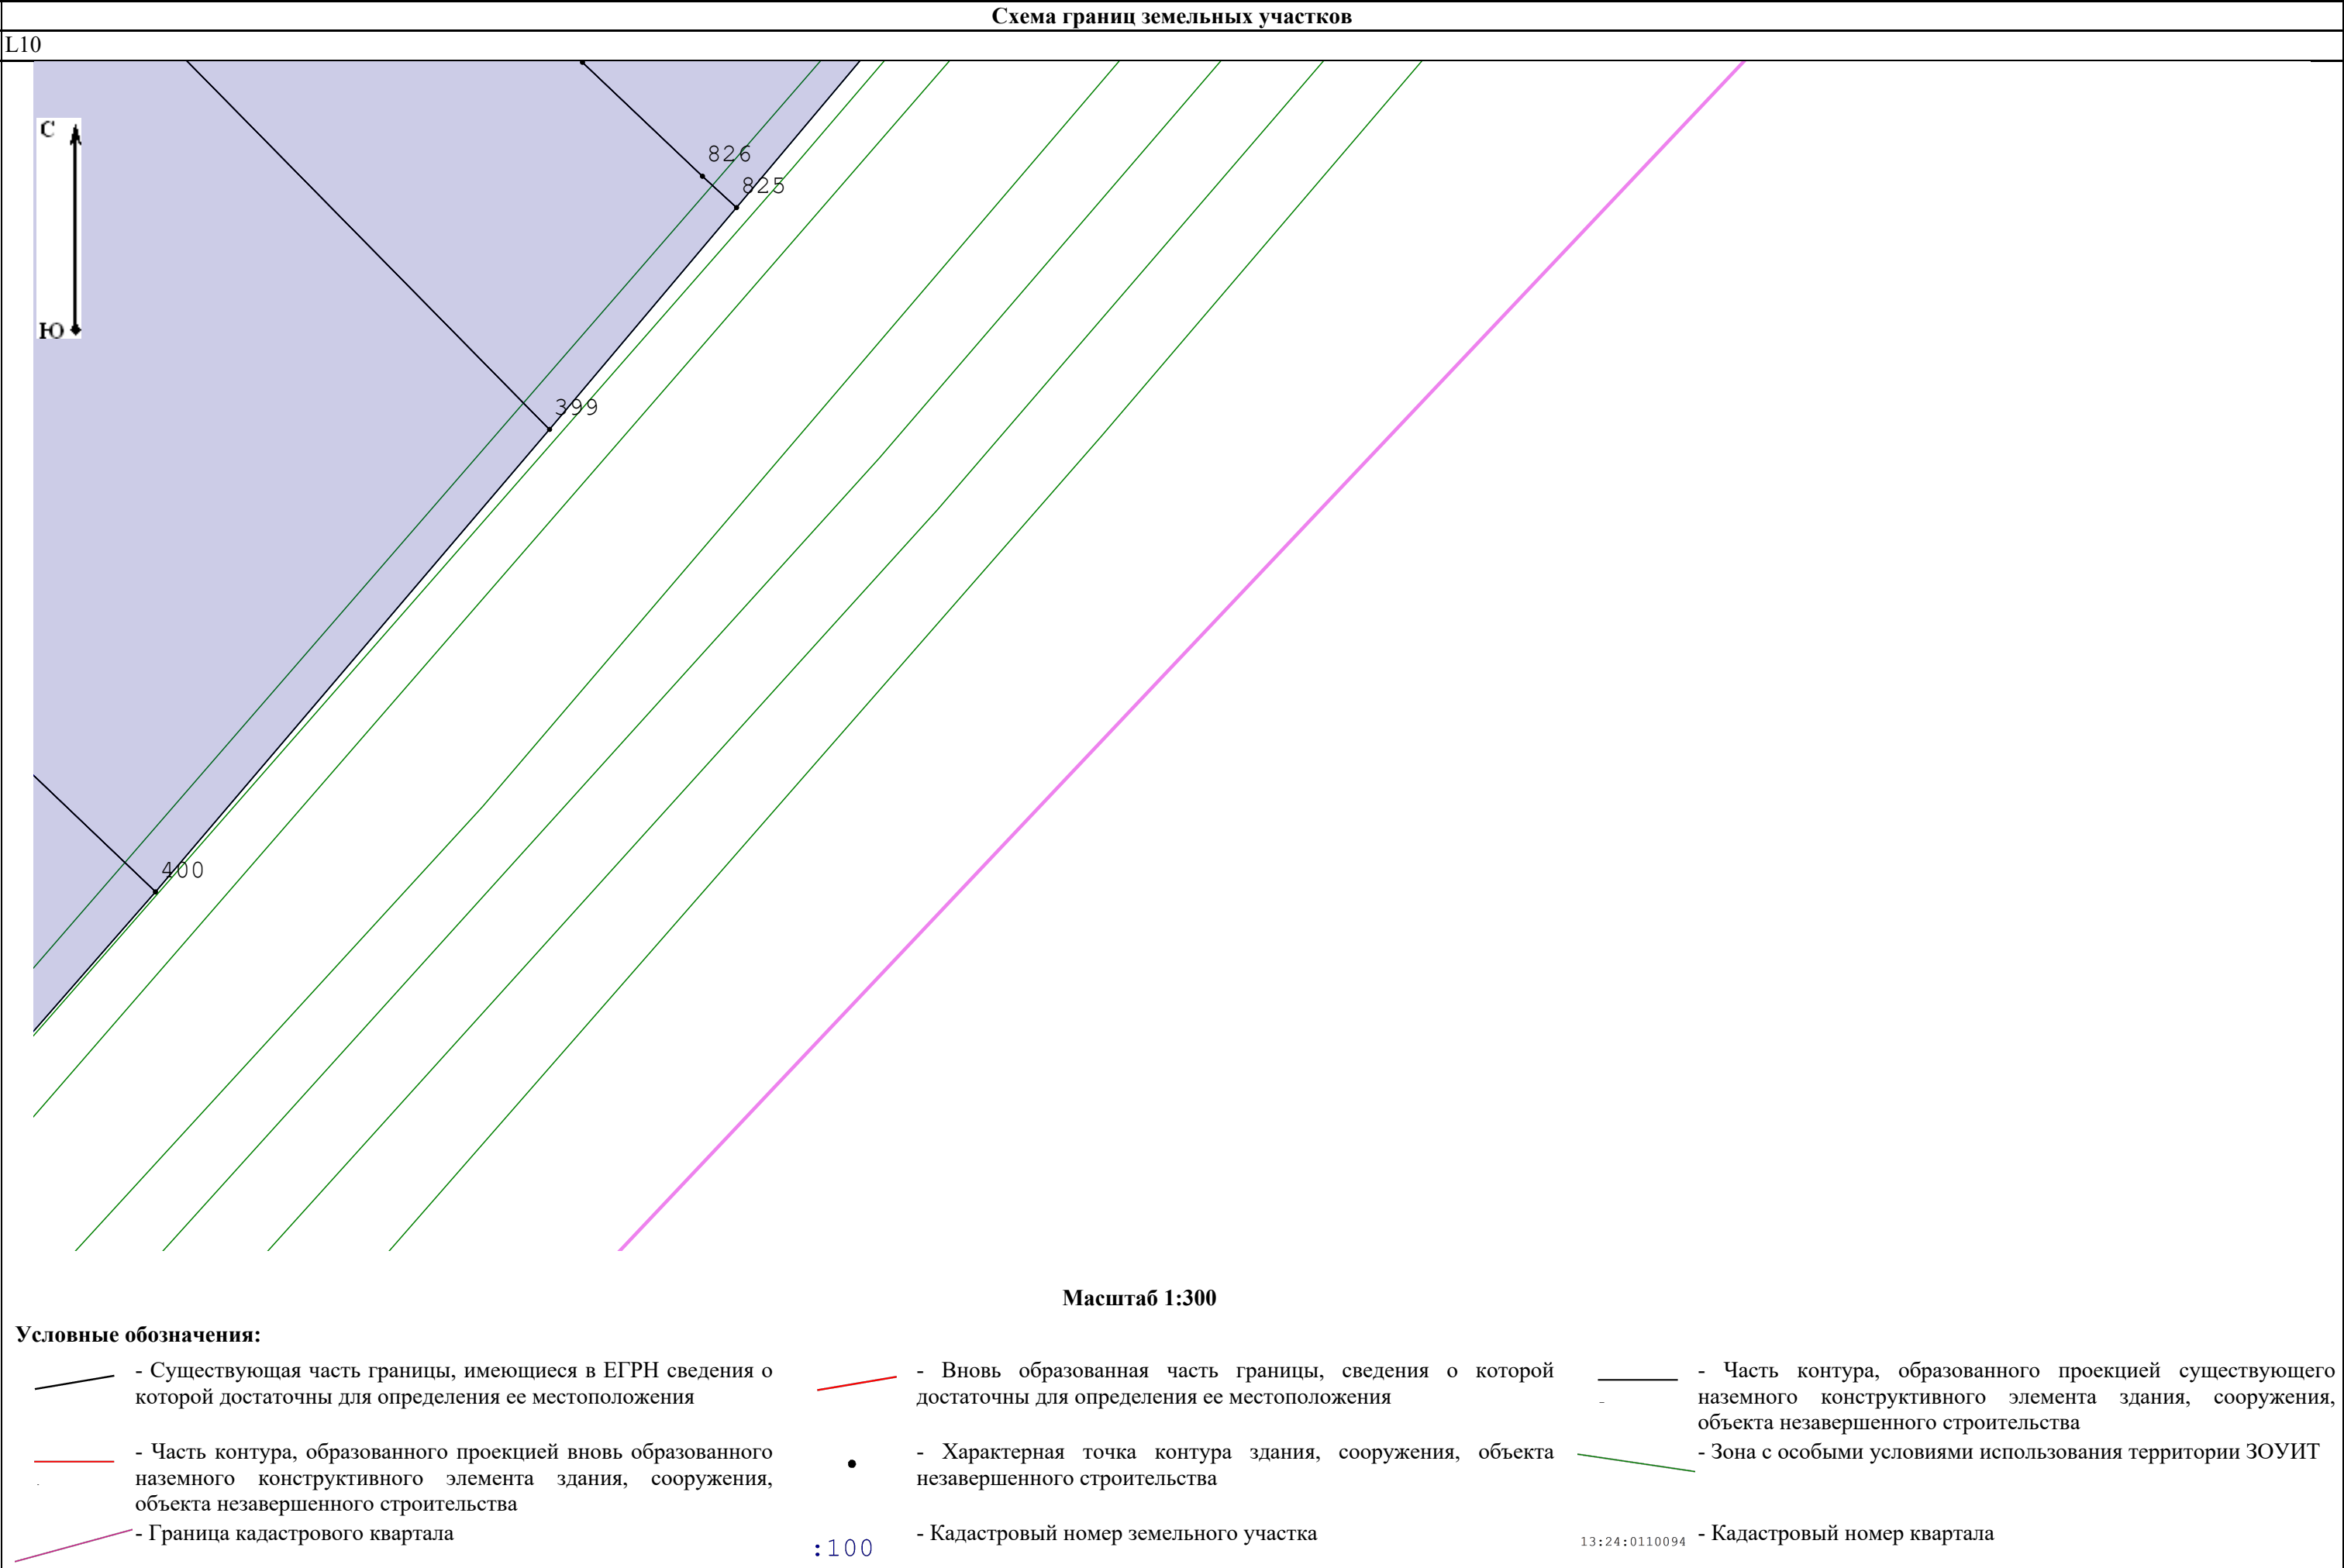 Схема границ земельных участков
L10
С
826
825
Ю
399
400
Масштаб 1:300
Условные обозначения:
- Существующая часть границы, имеющиеся в ЕГРН сведения о
которой достаточны для определения ее местоположения
- Вновь образованная часть границы, сведения о которой
достаточны для определения ее местоположения
- Часть контура, образованного проекцией существующего
наземного конструктивного элемента здания, сооружения,
объекта незавершенного строительства
- Часть контура, образованного проекцией вновь образованного
наземного конструктивного элемента здания, сооружения,
объекта незавершенного строительства
- Характерная точка контура здания, сооружения, объекта
незавершенного строительства
- Зона с особыми условиями использования территории ЗОУИТ
- Граница кадастрового квартала
:100 - Кадастровый номер земельного участка
13:24:0110094 - Кадастровый номер квартала